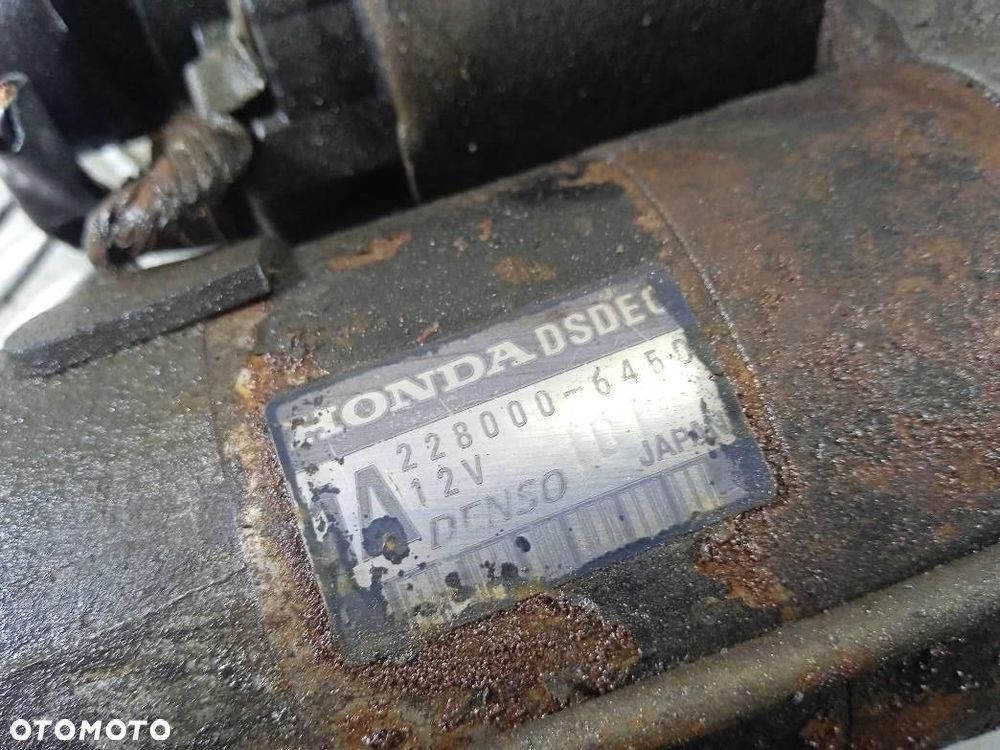 HONDA DSDEC
228000-6450
12V
A
DENSO
D
JAPAN
OTOMOTO